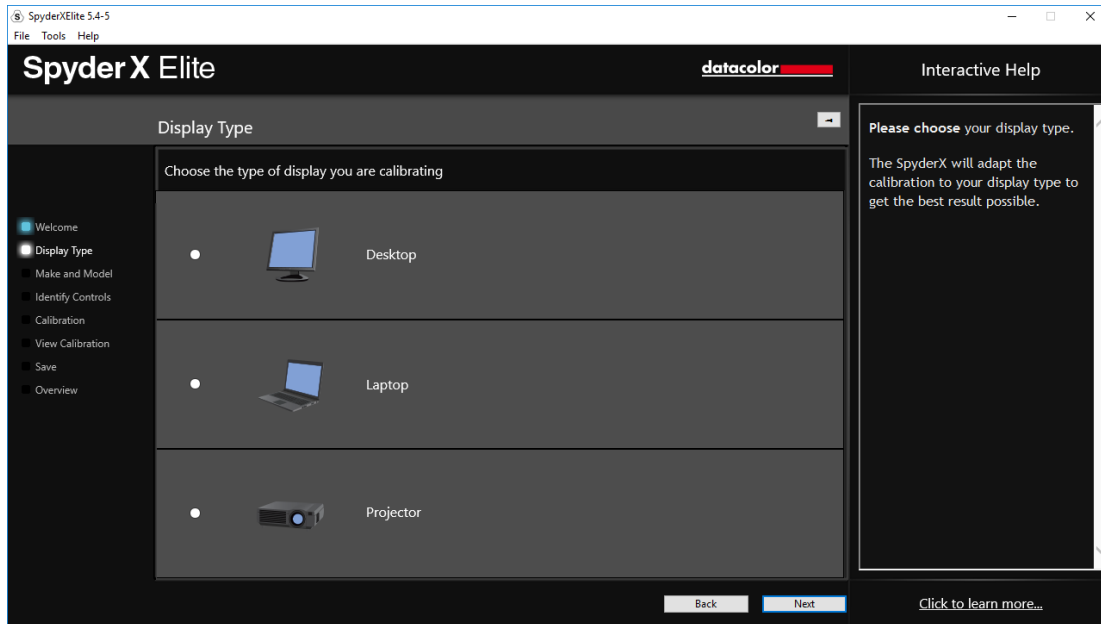 SpyderXElite 5.4-5
File Tools Help
Spyder X Elite
datacolor
Interactive Help
Display Type
Please choose your display type.
The SpyderX will adapt the
calibration to your display type to
get the best result possible.
Choose the type of display you are calibrating
Welcome
Display Type
Make and Model
Identify Controls
Calibration
View Calibration
Save
Overview
Desktop
Laptop
Projector
Back
Next
Click to learn more...